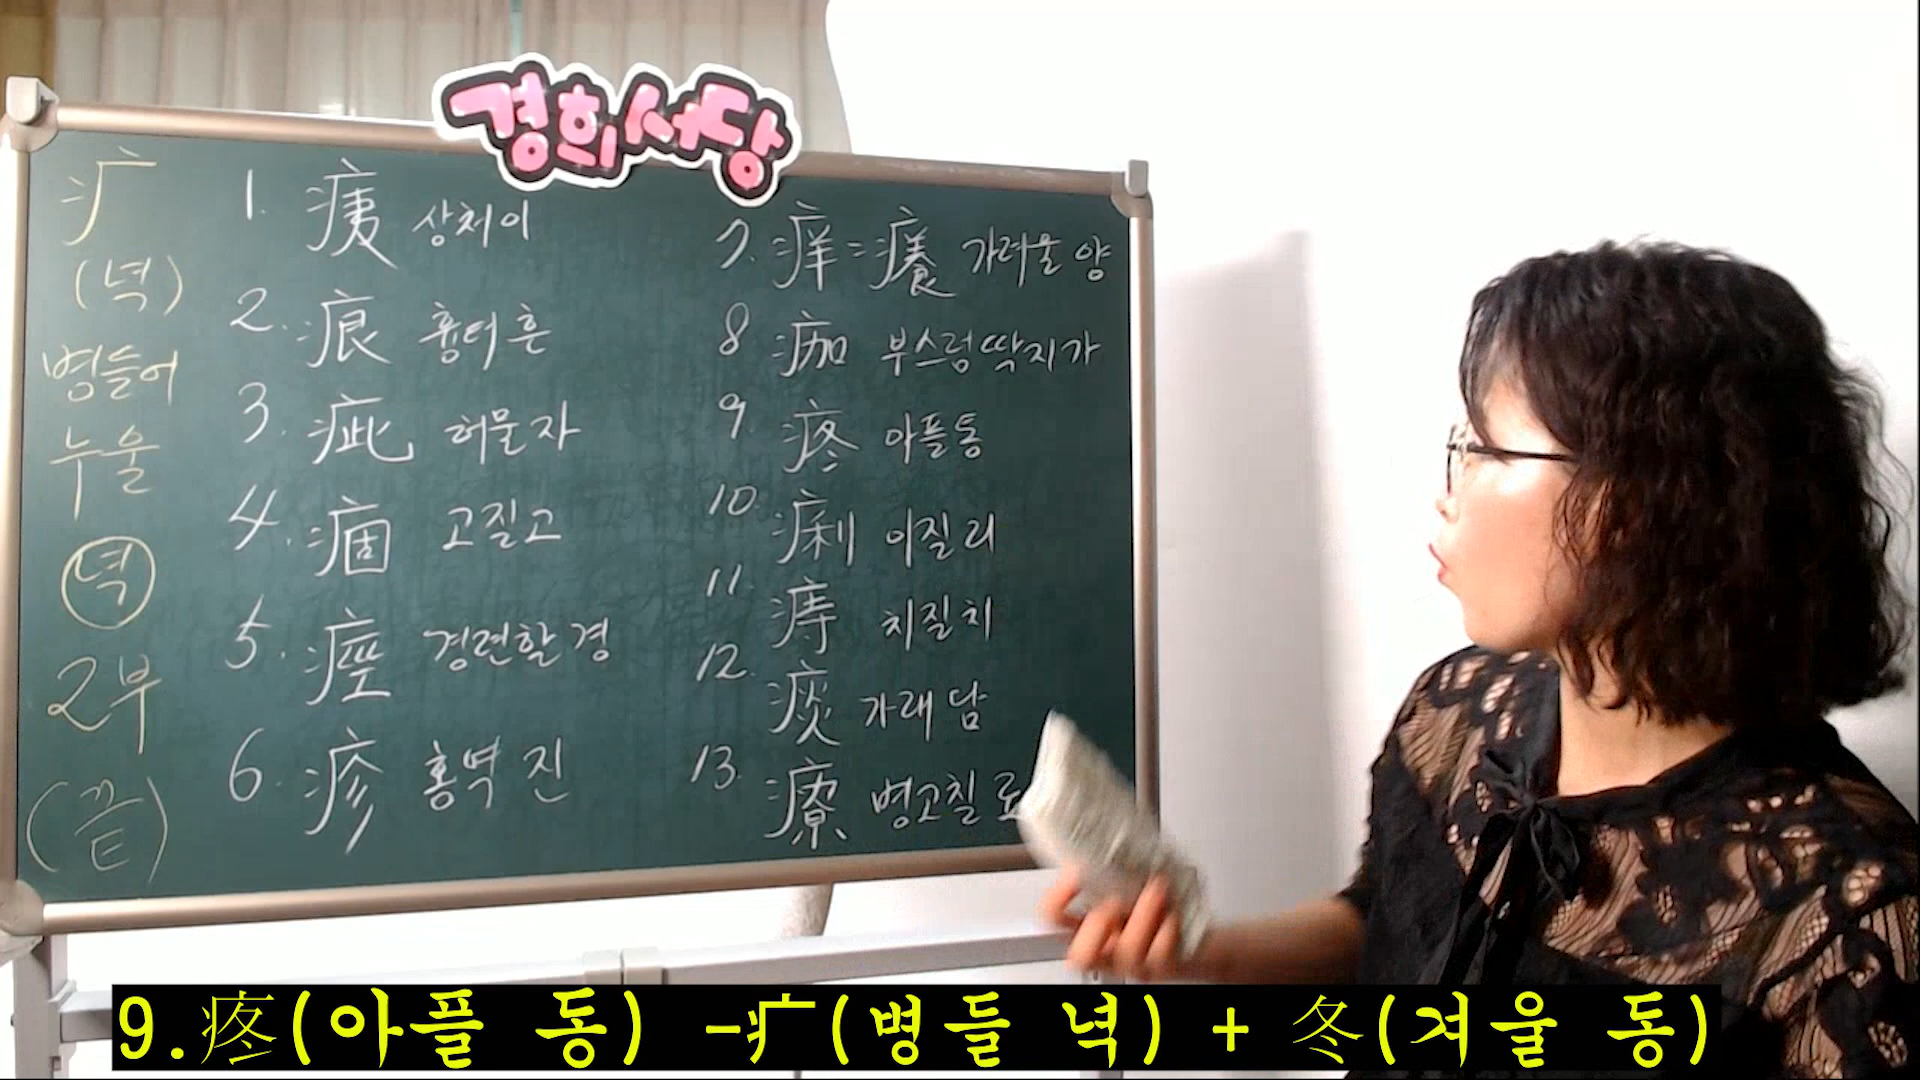 경희서당
疒
(녁)
병들어
누울
녁
2부
(끝)
1. 痍 상처이
2. 痕 흉터흔
3. 疵 허물자
4. 痼 고질고
5. 痙 경련할경
6. 疹 홍역진
7. 痒=癢 가려울양
8 痂 부스럼딱지가
9. 疼 아플통
10. 痢 이질리
11 痔 치질치
12. 痰 가래담
13. 療 병고칠료
9.疼(아플 동) -疒(병들 녁) + 冬(겨울 동)